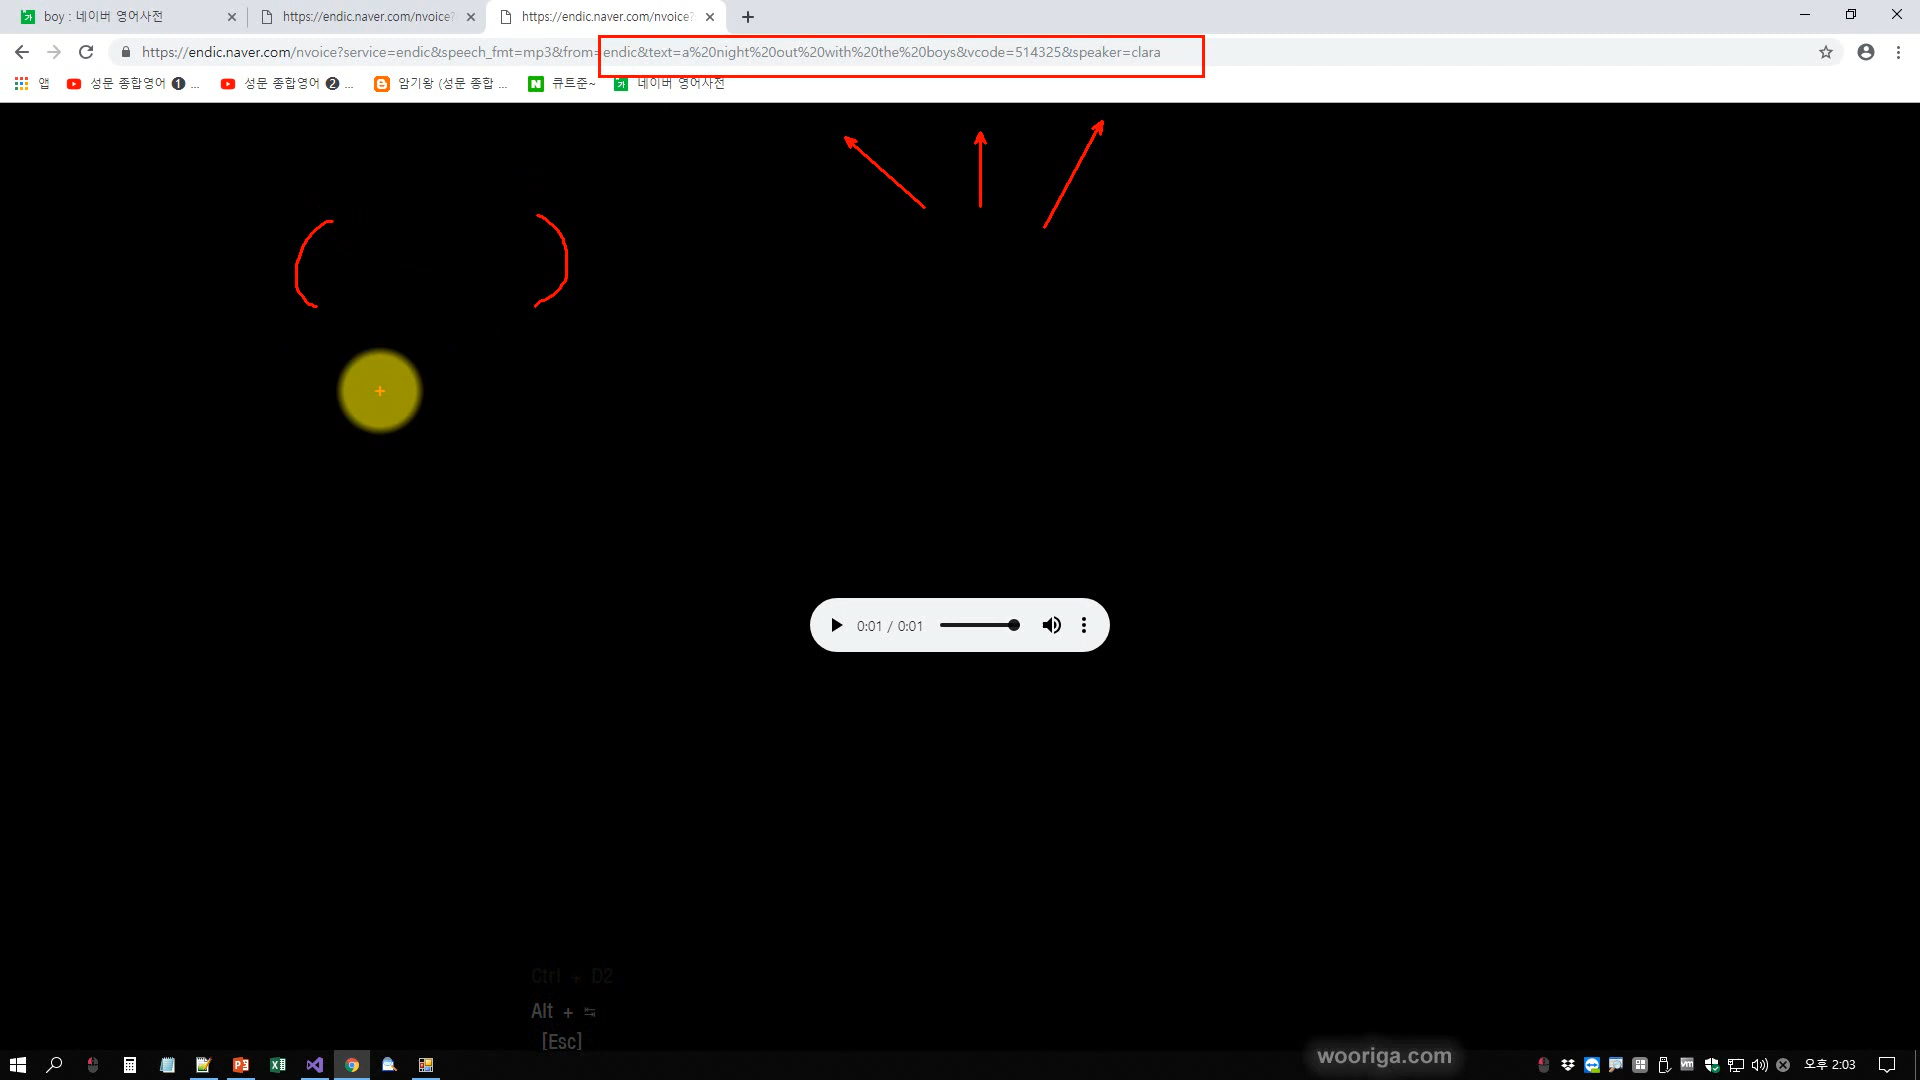 boy : 네이버 영어사전
https://endic.naver.com/nvoice?
https://endic.naver.com/nvoice?
https://endic.naver.com/nvoice?service=endic&speech_fmt=mp3&from=endic&text=a%20night%20out%20with%20the%20boys&vcode=514325&speaker=clara
앱
성문 종합영어 ❶ ...
성문 종합영어 ❷ ...
암기왕 (성문 종합 ...
큐트준~
네이버 영어사전
0:01 / 0:01
Ctrl + D2
Alt + ↹
[Esc]
wooriga.com
오후 2:03